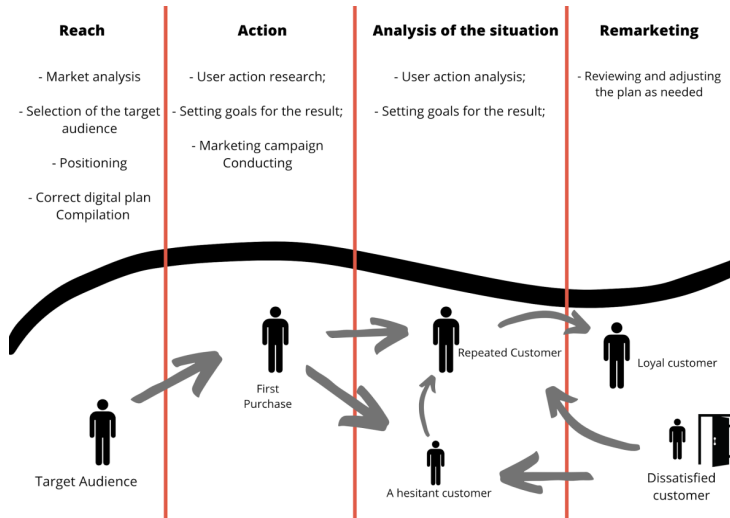 Reach
- Market analysis
- Selection of the target
audience
- Positioning
- Correct digital plan
Compilation
Action
- User action research;
- Setting goals for the result;
- Marketing campaign
Conducting
Analysis of the situation
- User action analysis;
- Setting goals for the result;
Remarketing
- Reviewing and adjusting
the plan as needed
Target Audience
First
Purchase
Repeated Customer
A hesitant customer
Loyal customer
Dissatisfied
customer